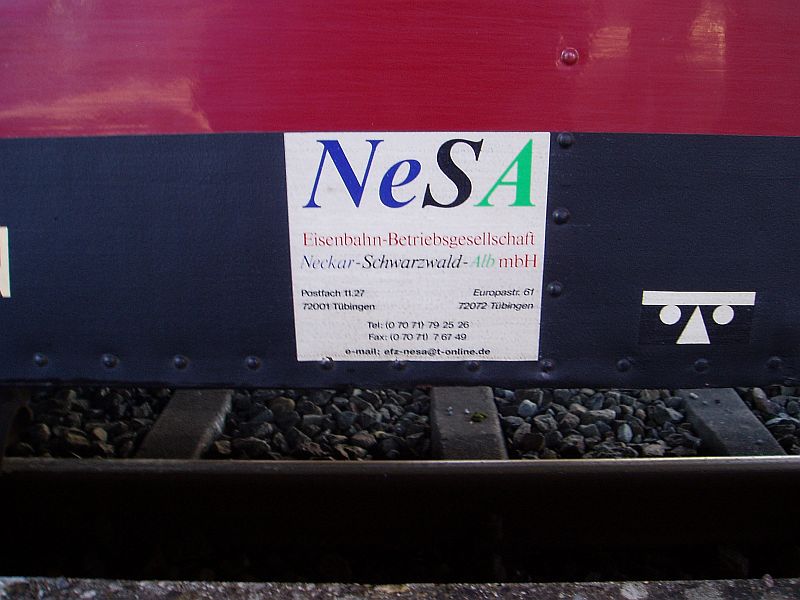 NeSA
Eisenbahn-Betriebsgesellschaft
Neckar-Schwarzwald-Alb mbH
Postfach 11.27 Europastr. 61
72001 Tübingen 72072 Tübingen
Tel: (0 70 71) 79 25 26
Fax: (0 70 71) 7 67 49
e-mail: efz-nesa@t-online.de